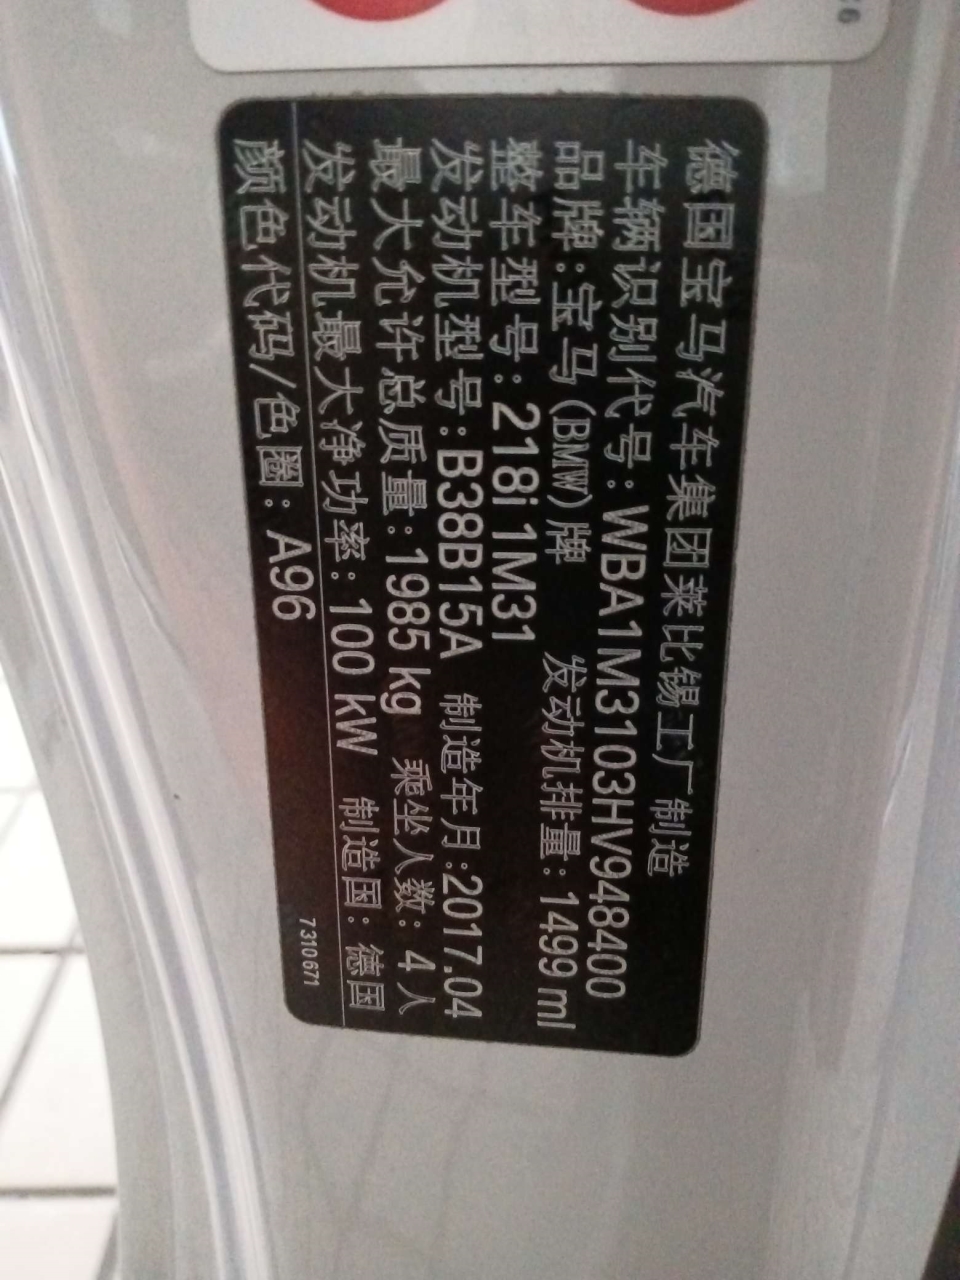 德国宝马汽车集团莱比锡工厂制造
车辆识别代号：WBA1M3103HV948400
品牌：宝马(BMW)牌 发动机排量：1499 ml
整车型号：218i 1M31
发动机型号：B38B15A 制造年月：2017.04
最大允许总质量：1985 kg 乘坐人数：4人
发动机最大净功率：100 kW 制造国：德国
颜色代码/色圈：A96
7310671